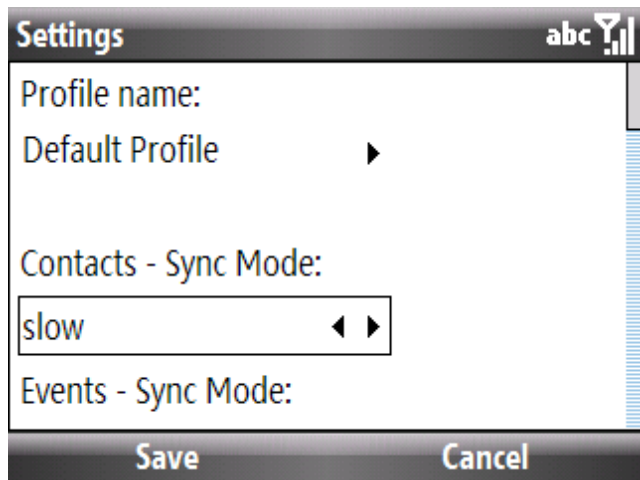 Settings abc
Profile name:
Default Profile
Contacts - Sync Mode:
slow
Events - Sync Mode:
Save Cancel